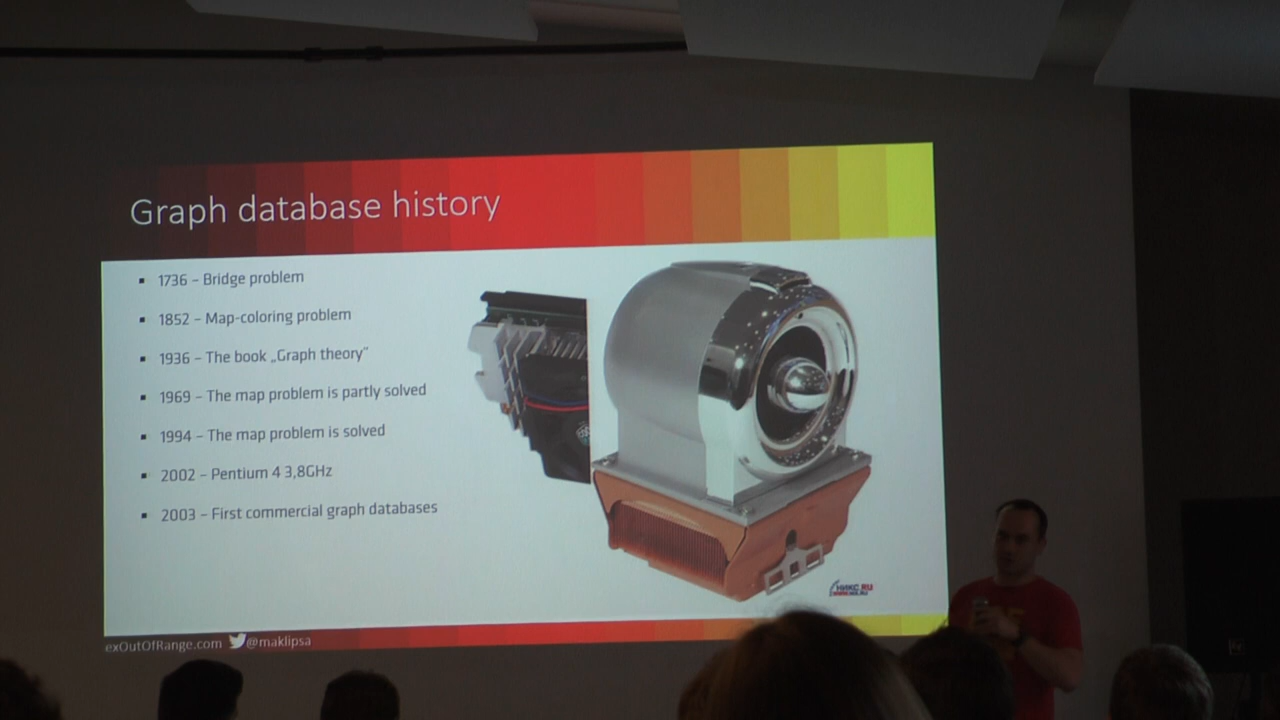 Graph database history
▪ 1736 – Bridge problem
▪ 1852 – Map-coloring problem
▪ 1936 – The book „Graph theory”
▪ 1969 – The map problem is partly solved
▪ 1994 – The map problem is solved
▪ 2002 – Pentium 4 3,8GHz
▪ 2003 – First commercial graph databases
НИКС.RU
exOutOfRange.com @maklipsa